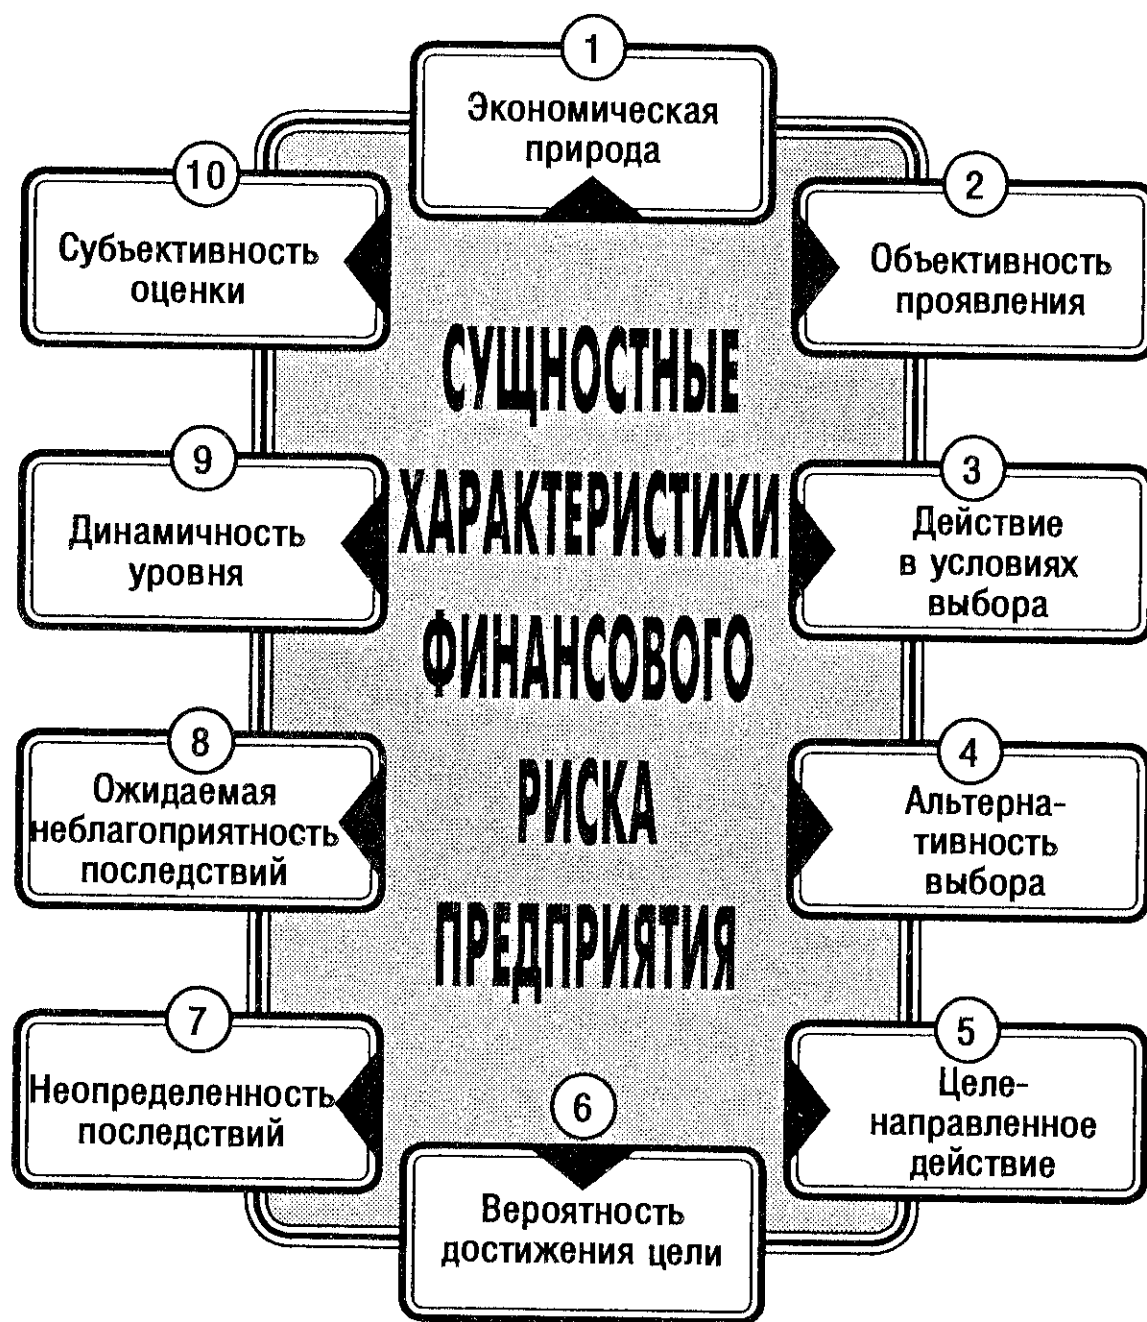 СУЩНОСТНЫЕ
ХАРАКТЕРИСТИКИ
ФИНАНСОВОГО
РИСКА
ПРЕДПРИЯТИЯ
1
Экономическая
природа
2
Объективность
проявления
3
Действие
в условиях
выбора
4
Альтерна-
тивность
выбора
5
Целе-
направленное
действие
6
Вероятность
достижения цели
7
Неопределенность
последствий
8
Ожидаемая
неблагоприятность
последствий
9
Динамичность
уровня
10
Субъективность
оценки